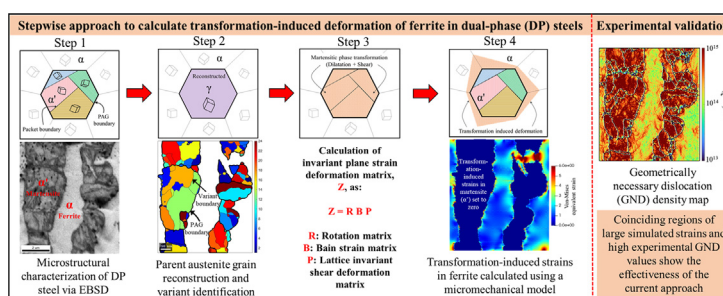 Stepwise approach to calculate transformation-induced deformation of ferrite in dual-phase (DP) steels
Experimental validation
Step 1
α
α'
PAG
boundary
Packet boundary
α
Ferrite
Microstructural
characterization of DP
steel via EBSD
Step 2
α
Reconstructed
γ
Variant
boundary
PAG
boundary
Parent austenite grain
reconstruction and
variant identification
Step 3
Martensitic phase transformation
(Dilatation + Shear)
Calculation of
invariant plane strain
deformation matrix,
Z, as:
Z = R B P
R: Rotation matrix
B: Bain strain matrix
P: Lattice invariant
shear deformation
matrix
Step 4
α
α'
Transformation induced deformation
Transform-
ation-
induced
strains in
martensite
(α') set to
zero
Von-Mises
equivalent strain
Transformation-induced strains
in ferrite calculated using a
micromechanical model
10¹⁵
10¹⁴
10¹³
Geometrically
necessary dislocation
(GND) density map
Coinciding regions of
large simulated strains and
high experimental GND
values show the
effectiveness of the
current approach